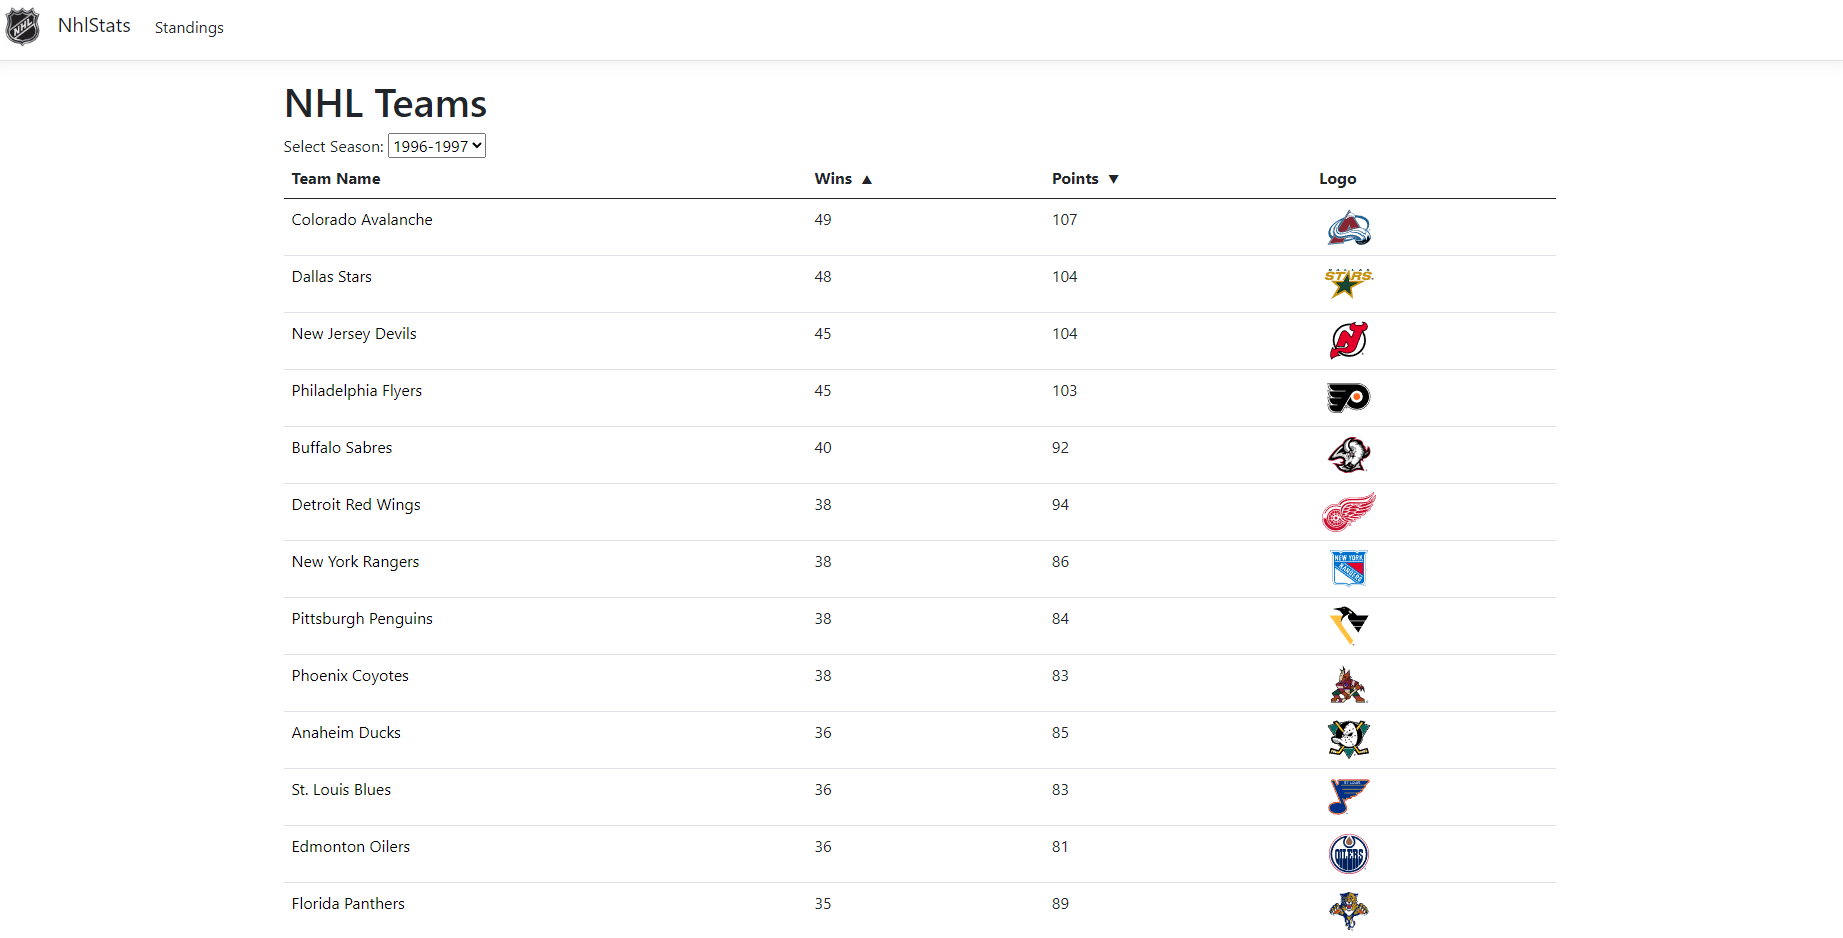 NHL NhlStats Standings
NHL Teams
Select Season: 1996-1997
Team Name Wins ▲ Points ▼ Logo
Colorado Avalanche 49 107
Dallas Stars 48 104 STARS
New Jersey Devils 45 104
Philadelphia Flyers 45 103
Buffalo Sabres 40 92
Detroit Red Wings 38 94
New York Rangers 38 86 NEW YORK RANGERS
Pittsburgh Penguins 38 84
Phoenix Coyotes 38 83
Anaheim Ducks 36 85
St. Louis Blues 36 83
Edmonton Oilers 36 81 OILERS
Florida Panthers 35 89